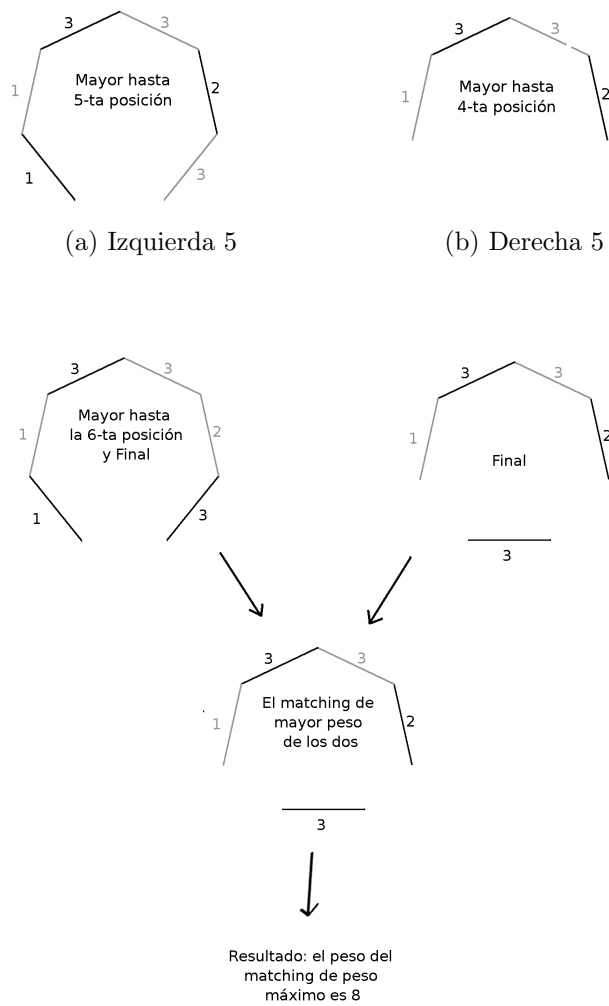 3 3
Mayor hasta
5-ta posición
1 2
1 3
(a) Izquierda 5
3 3
Mayor hasta
4-ta posición
1 2
(b) Derecha 5
3 3
Mayor hasta
la 6-ta posición
y Final
1 2
1 3
3 3
1 2
Final
3
3 3
El matching de
mayor peso
de los dos
1 2
3
Resultado: el peso del
matching de peso
máximo es 8